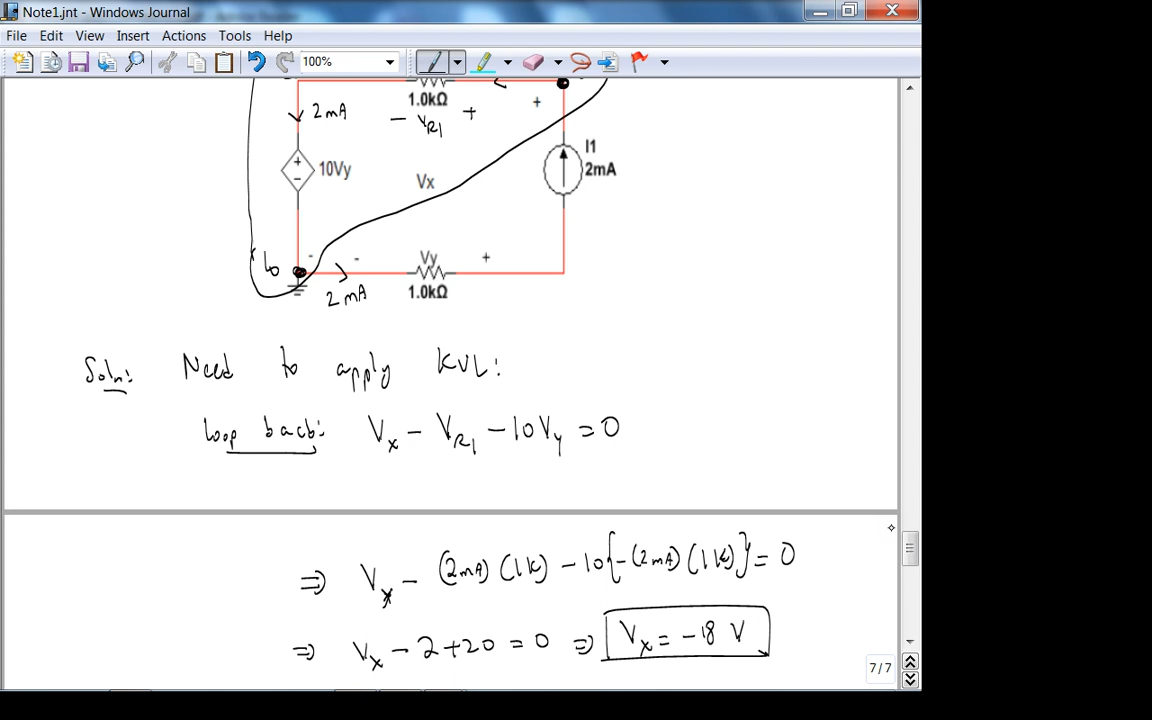 Note1.jnt - Windows Journal
File Edit View Insert Actions Tools Help
100%
1.0kΩ
+
2mA
- VR1 +
I1
2mA
+
-
10Vy
Vx
b
- - Vy +
2mA
1.0kΩ
Soln: Need to apply KVL:
loop bacb: Vx - VR1 - 10Vy = 0
⇒ Vx - (2mA)(1k) - 10{-(2mA)(1k)} = 0
⇒ Vx - 2 + 20 = 0 ⇒ Vx = -18 V
7/7